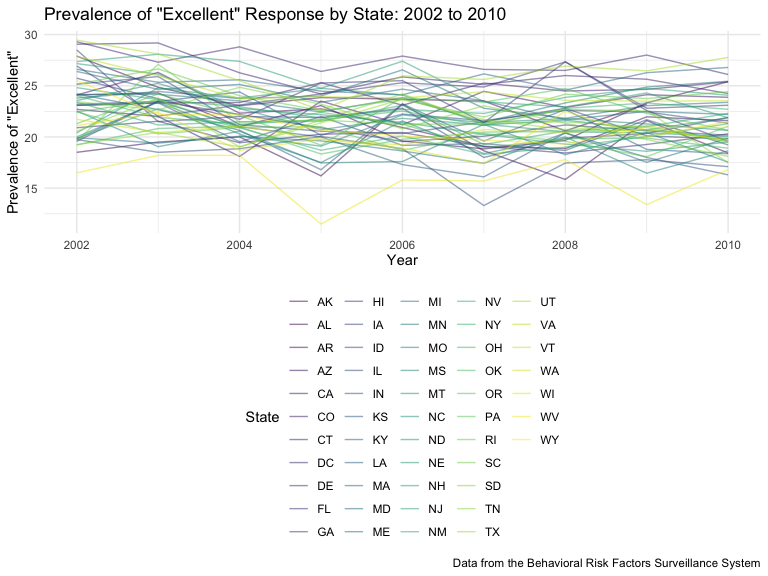 Prevalence of "Excellent" Response by State: 2002 to 2010
Prevalence of "Excellent"
30
25
20
15
2002 2004 2006 2008 2010
Year
State
AK HI MI NV UT
AL IA MN NY VA
AR ID MO OH VT
AZ IL MS OK WA
CA IN MT OR WI
CO KS NC PA WV
CT KY ND RI WY
DC LA NE SC
DE MA NH SD
FL MD NJ TN
GA ME NM TX
Data from the Behavioral Risk Factors Surveillance System